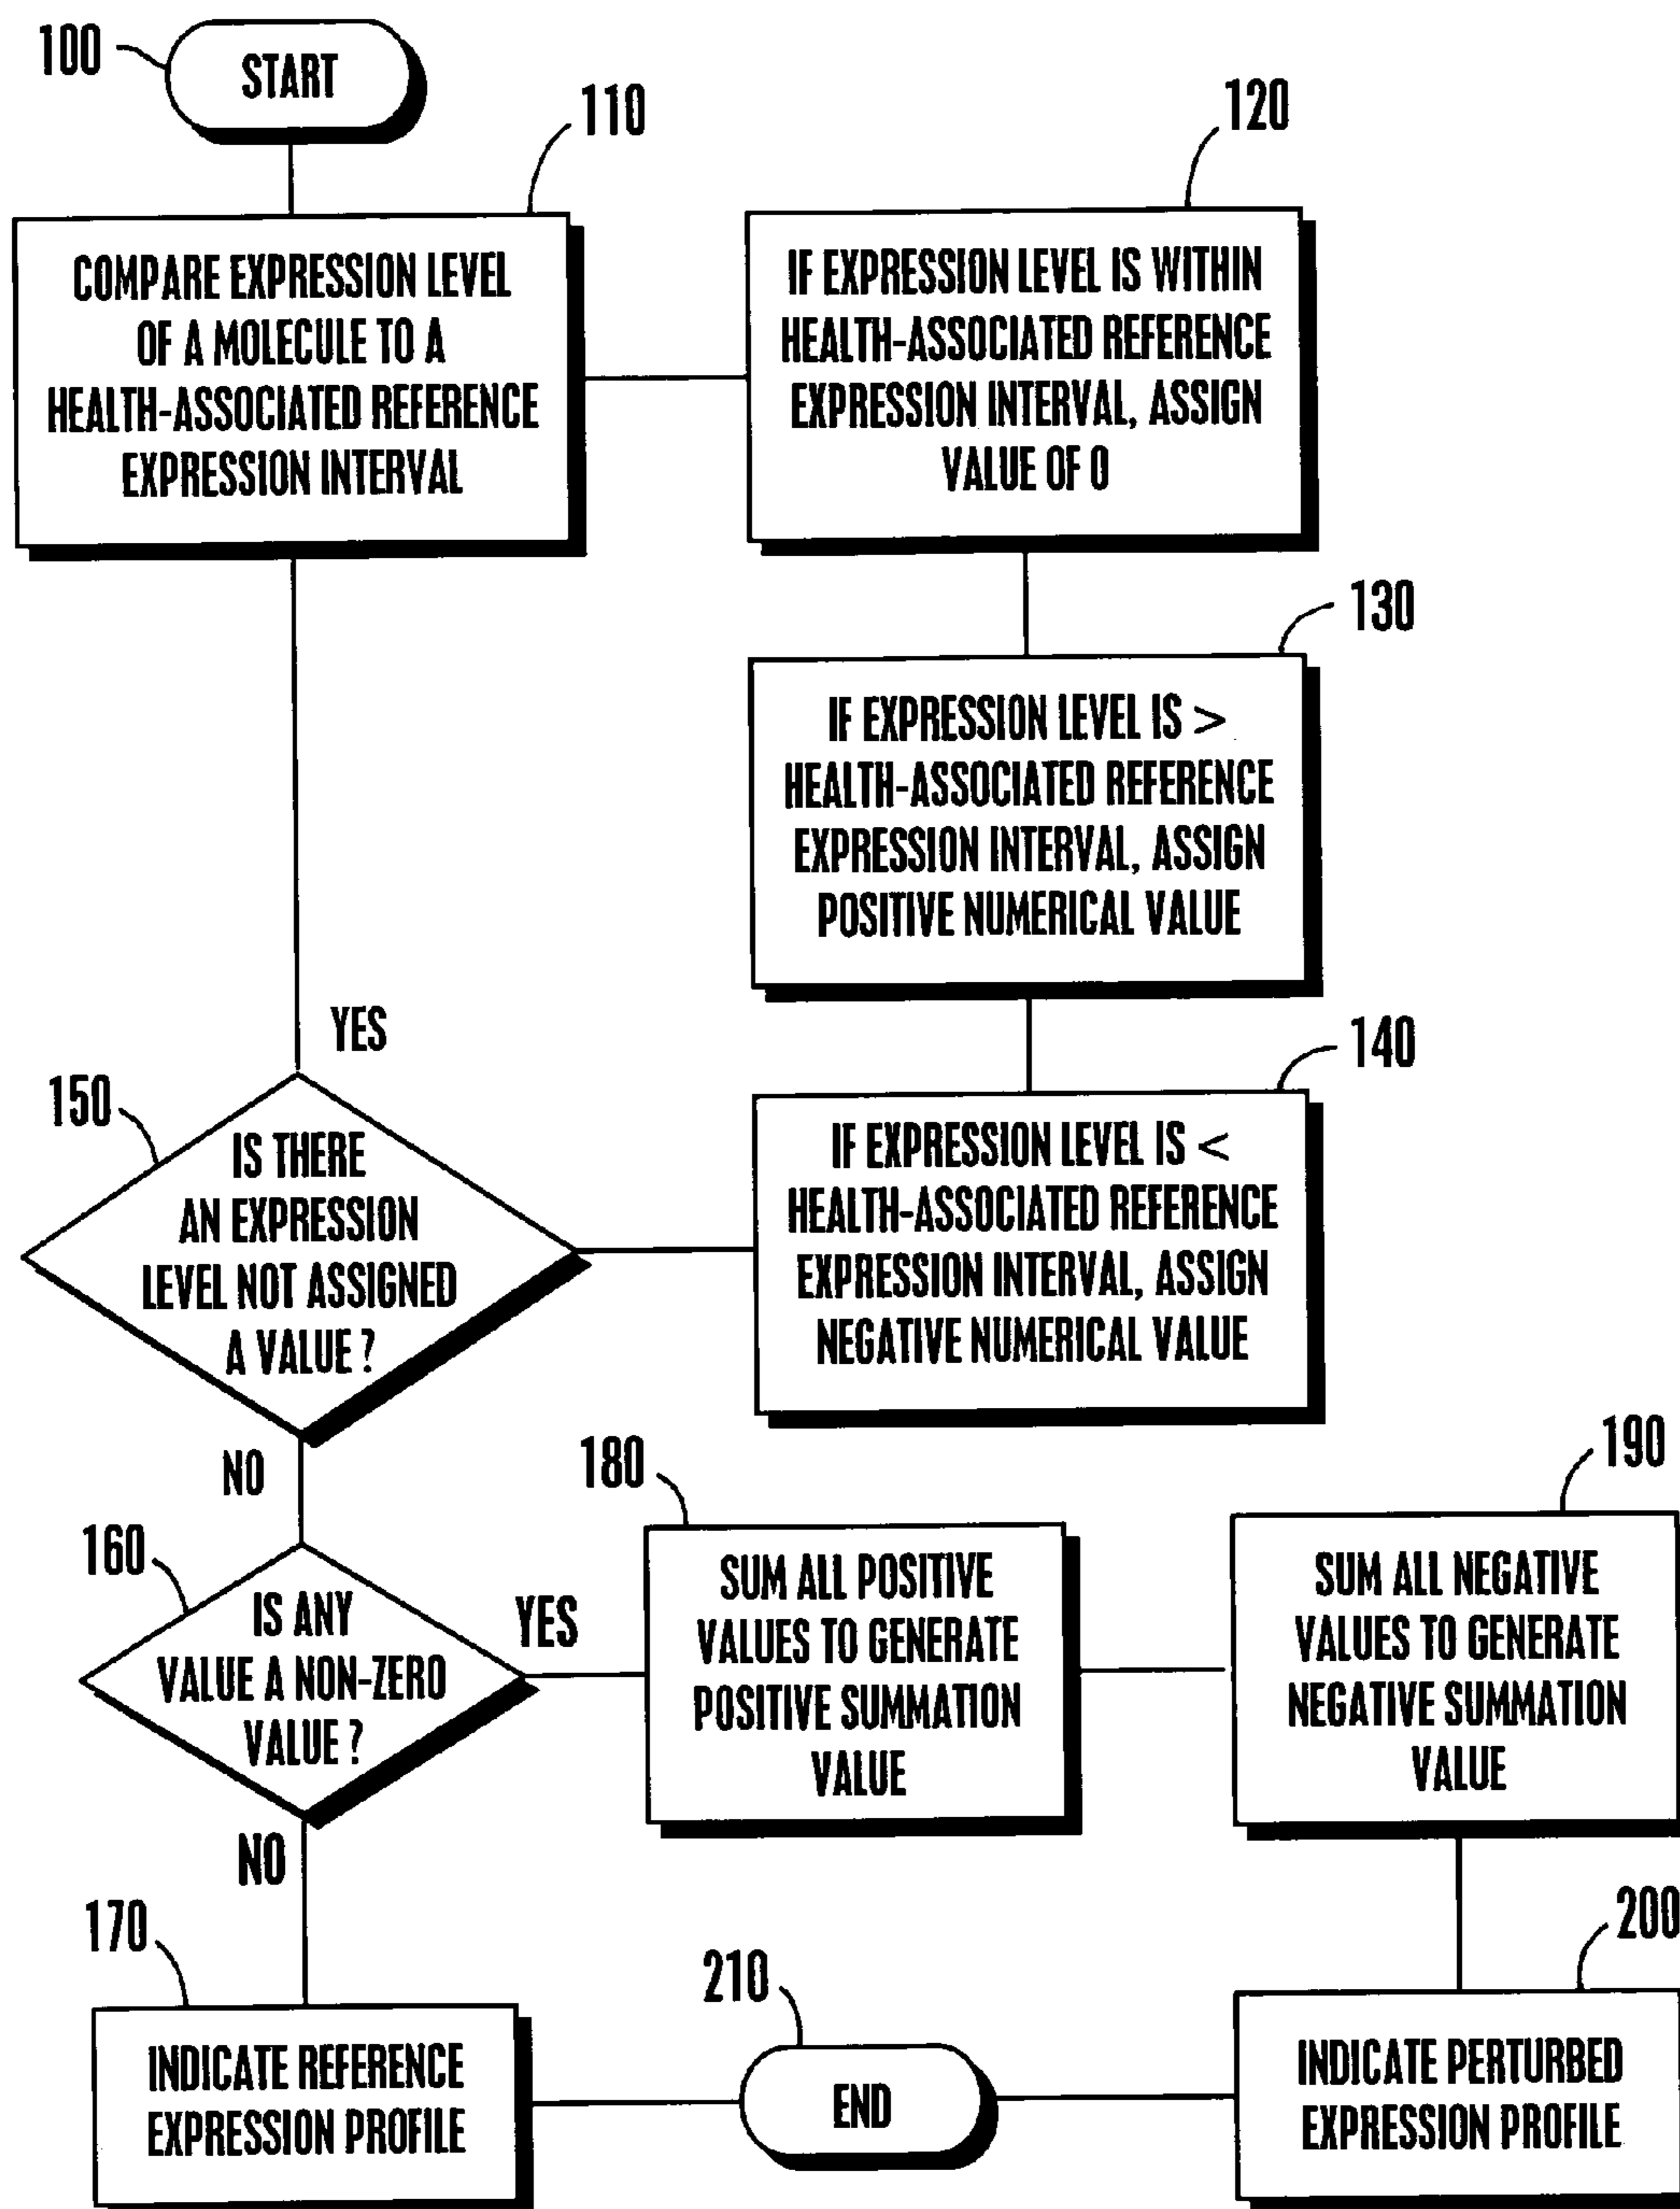 100
START
110
COMPARE EXPRESSION LEVEL
OF A MOLECULE TO A
HEALTH-ASSOCIATED REFERENCE
EXPRESSION INTERVAL
120
IF EXPRESSION LEVEL IS WITHIN
HEALTH-ASSOCIATED REFERENCE
EXPRESSION INTERVAL, ASSIGN
VALUE OF 0
130
IF EXPRESSION LEVEL IS >
HEALTH-ASSOCIATED REFERENCE
EXPRESSION INTERVAL, ASSIGN
POSITIVE NUMERICAL VALUE
140
IF EXPRESSION LEVEL IS <
HEALTH-ASSOCIATED REFERENCE
EXPRESSION INTERVAL, ASSIGN
NEGATIVE NUMERICAL VALUE
YES
150
IS THERE
AN EXPRESSION
LEVEL NOT ASSIGNED
A VALUE ?
NO
160
IS ANY
VALUE A NON-ZERO
VALUE ?
YES
180
SUM ALL POSITIVE
VALUES TO GENERATE
POSITIVE SUMMATION
VALUE
190
SUM ALL NEGATIVE
VALUES TO GENERATE
NEGATIVE SUMMATION
VALUE
NO
170
INDICATE REFERENCE
EXPRESSION PROFILE
210
END
200
INDICATE PERTURBED
EXPRESSION PROFILE